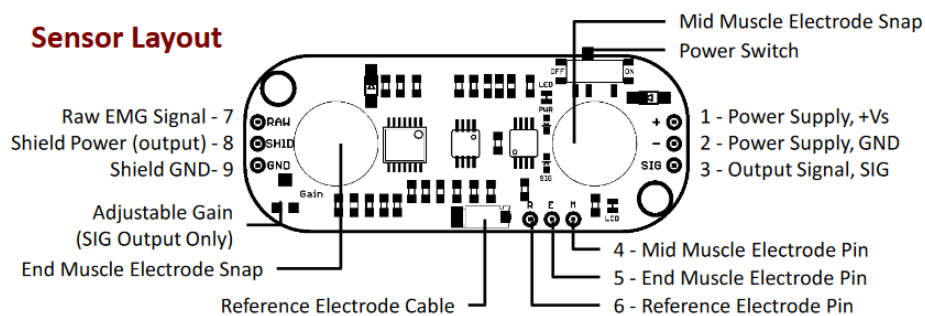 Sensor Layout
Mid Muscle Electrode Snap
Power Switch
OFF
ON
LED
PWR
Raw EMG Signal - 7
RAW
Shield Power (output) - 8
SHID
Shield GND- 9
GND
+
1 - Power Supply, +Vs
-
2 - Power Supply, GND
SIG
3 - Output Signal, SIG
SIG
Gain
Adjustable Gain
(SIG Output Only)
R E M
LED
End Muscle Electrode Snap
4 - Mid Muscle Electrode Pin
5 - End Muscle Electrode Pin
Reference Electrode Cable
6 - Reference Electrode Pin